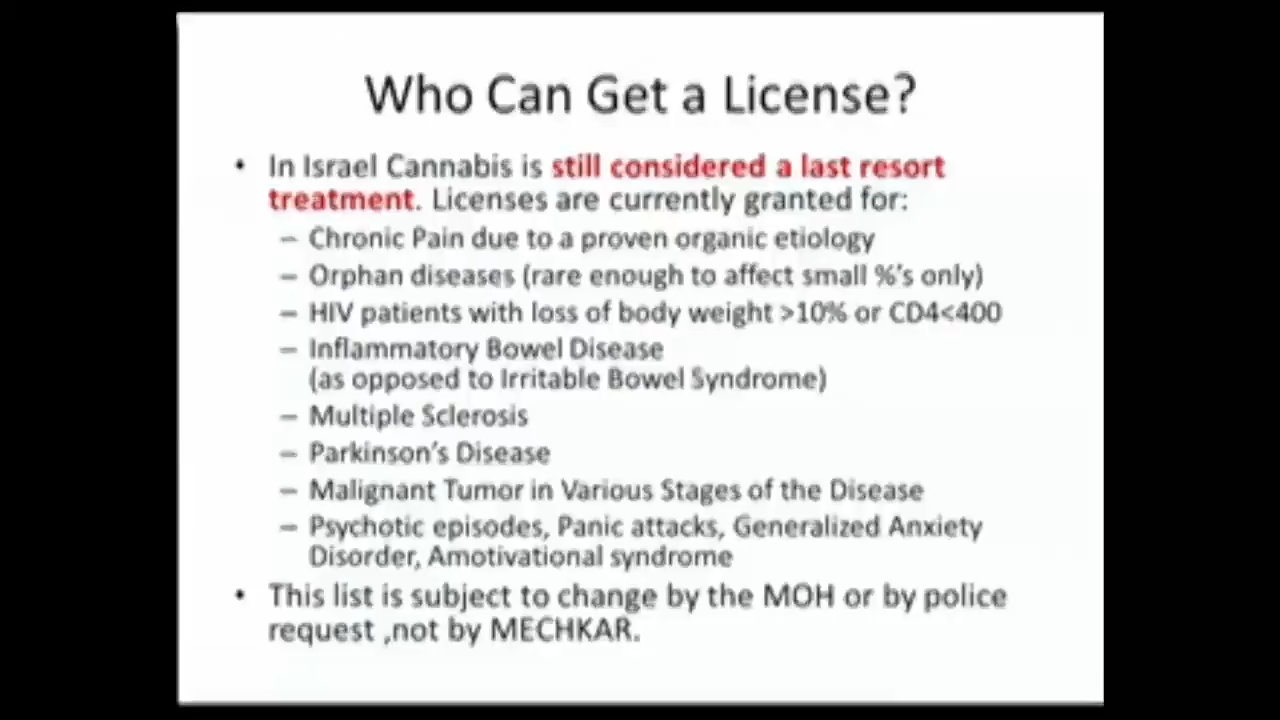 Who Can Get a License?
• In Israel Cannabis is still considered a last resort
treatment. Licenses are currently granted for:
– Chronic Pain due to a proven organic etiology
– Orphan diseases (rare enough to affect small %'s only)
– HIV patients with loss of body weight >10% or CD4<400
– Inflammatory Bowel Disease
(as opposed to Irritable Bowel Syndrome)
– Multiple Sclerosis
– Parkinson's Disease
– Malignant Tumor in Various Stages of the Disease
– Psychotic episodes, Panic attacks, Generalized Anxiety
Disorder, Amotivational syndrome
• This list is subject to change by the MOH or by police
request ,not by MECHKAR.